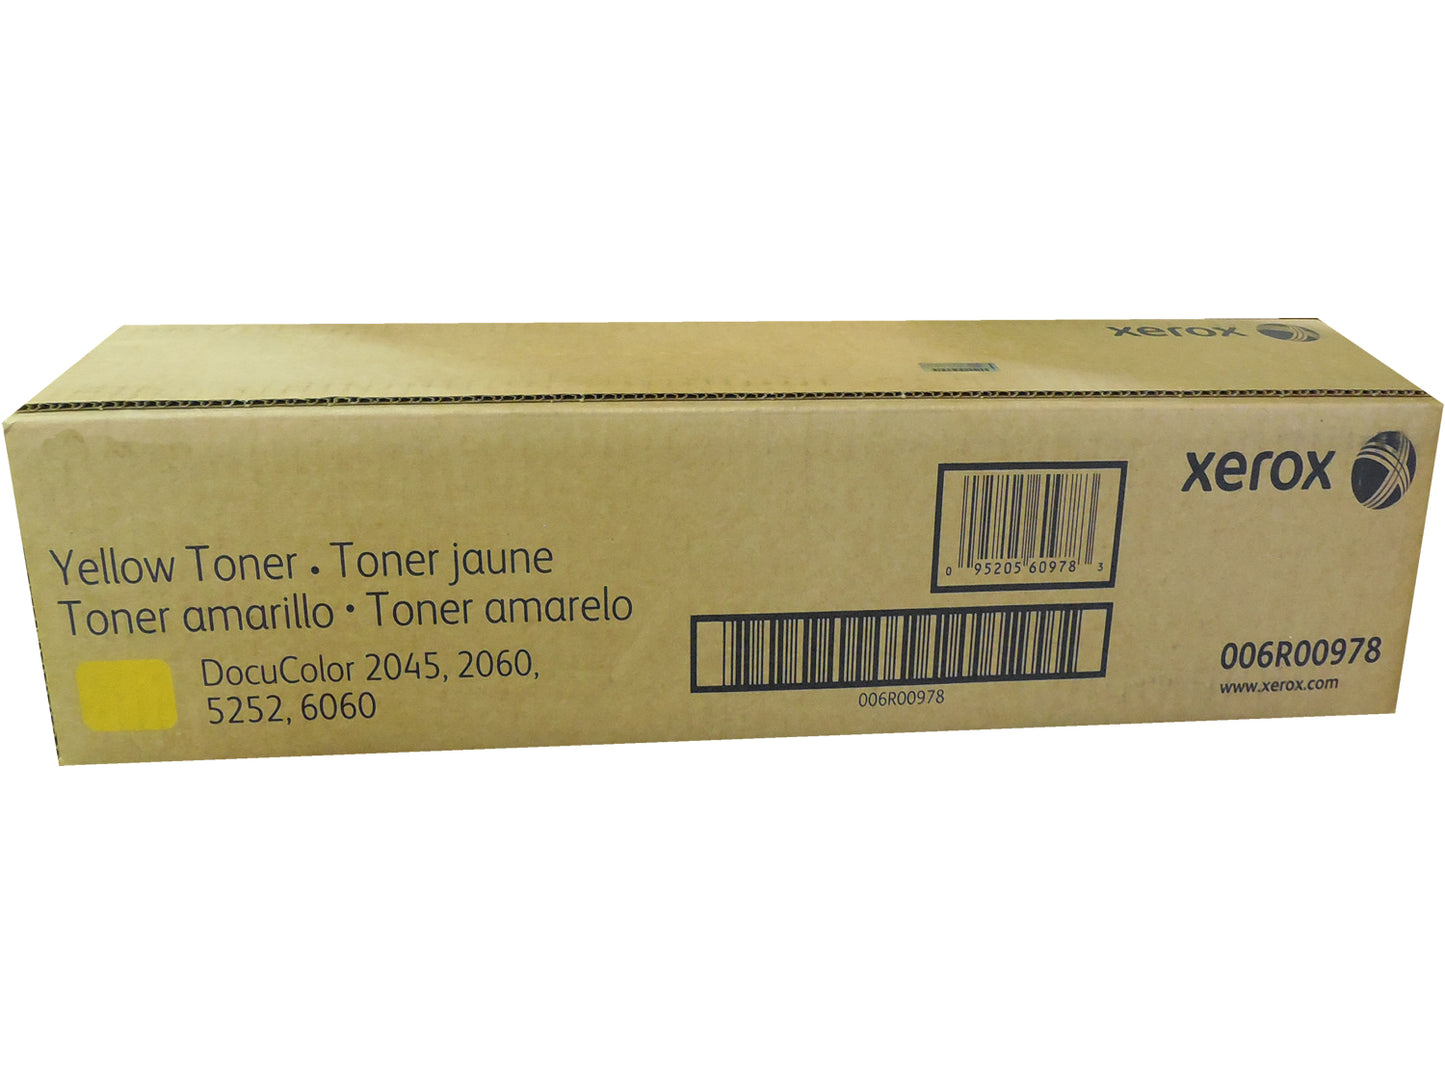 xerox
xerox
Yellow Toner • Toner jaune
Toner amarillo • Toner amarelo
DocuColor 2045, 2060,
5252, 6060
0 95205 60978 3
006R00978
006R00978
www.xerox.com